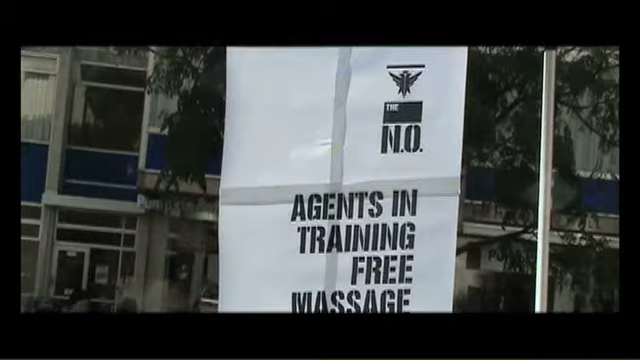 THE
N.O.
AGENTS IN
TRAINING
FREE
MASSAGE